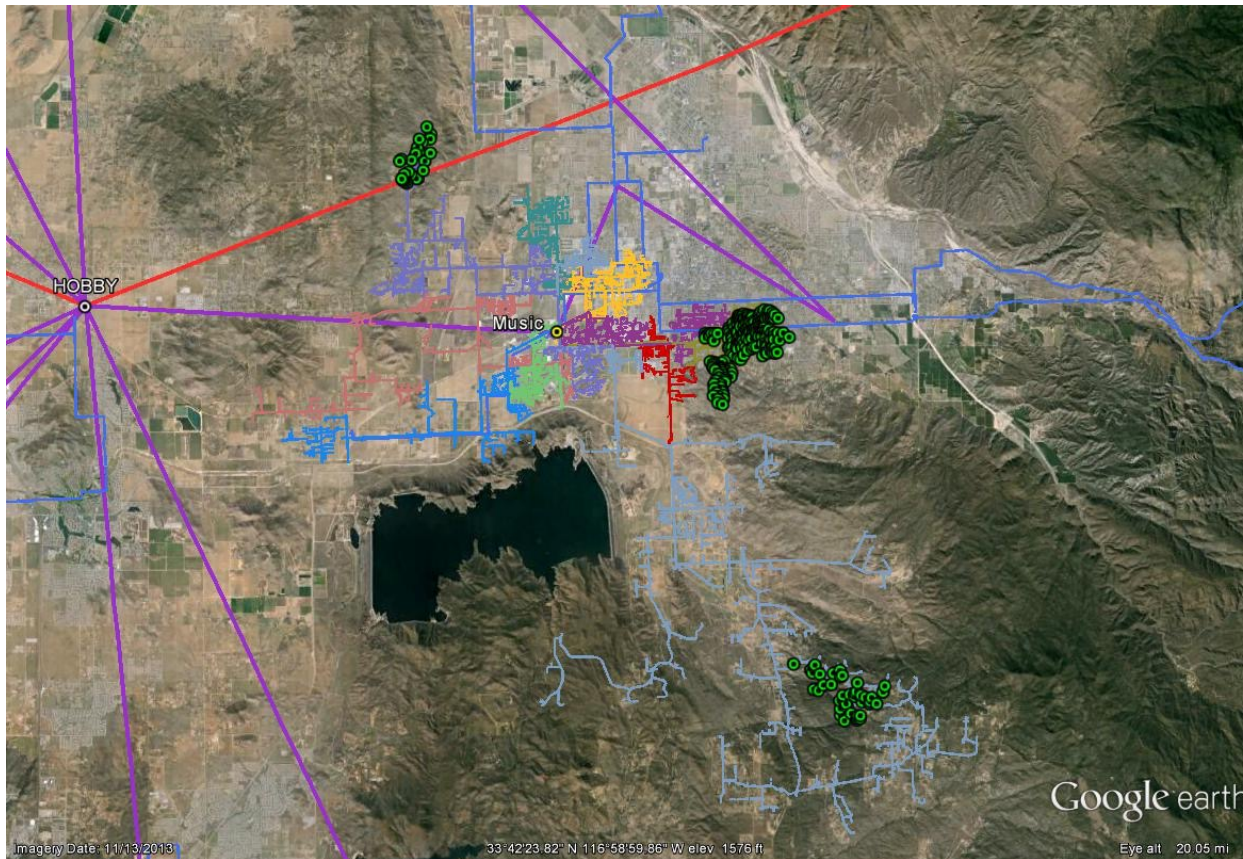 HOBBY
Music
Google earth
Imagery Date: 11/13/2013
33°42'23.82" N 116°58'59.86" W elev 1576 ft
Eye alt 20.05 mi